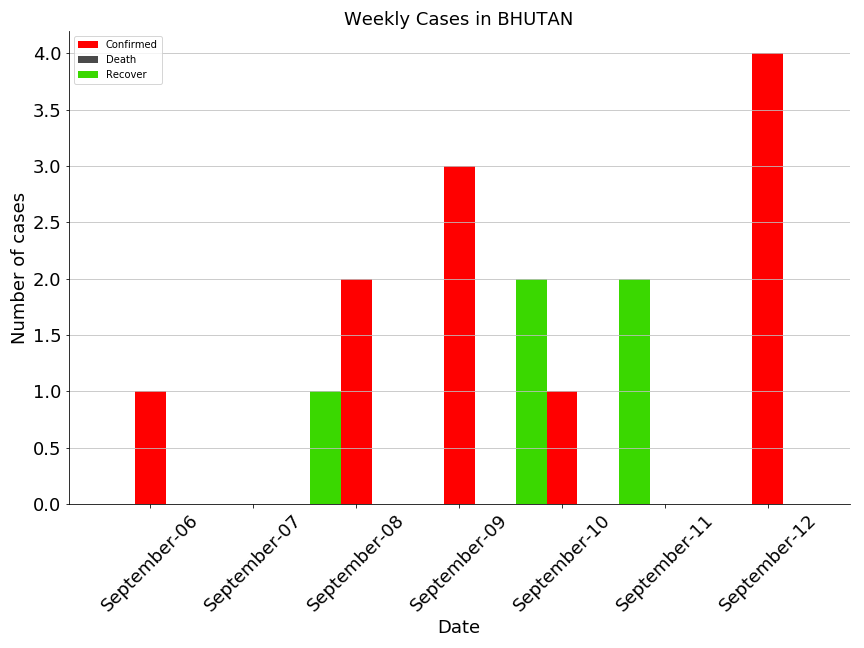 Weekly Cases in BHUTAN
Confirmed
Death
Recover
4.0
3.5
3.0
2.5
2.0
1.5
1.0
0.5
0.0
Number of cases
September-06
September-07
September-08
September-09
September-10
September-11
September-12
Date